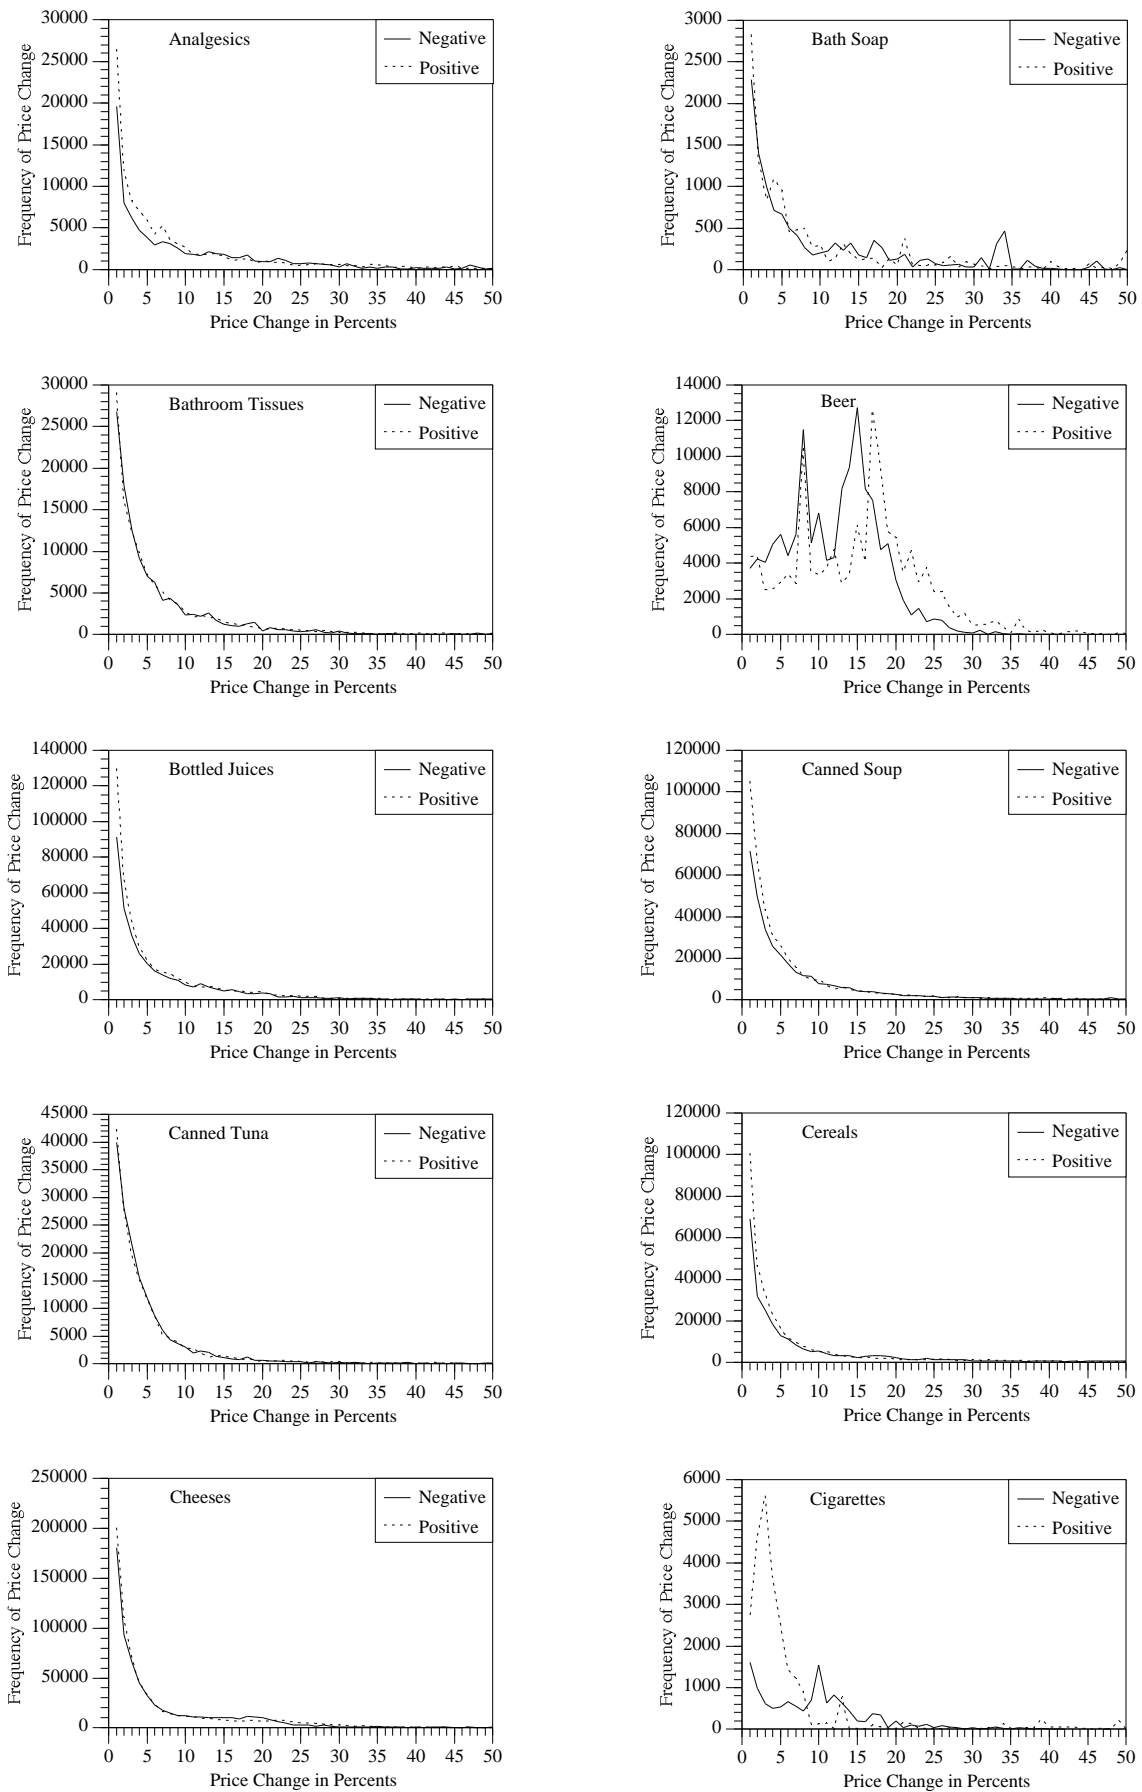 Analgesics
Negative
Positive
Frequency of Price Change
30000
25000
20000
15000
10000
5000
0
0 5 10 15 20 25 30 35 40 45 50
Price Change in Percents
Bath Soap
Negative
Positive
Frequency of Price Change
3000
2500
2000
1500
1000
500
0
0 5 10 15 20 25 30 35 40 45 50
Price Change in Percents
Bathroom Tissues
Negative
Positive
Frequency of Price Change
30000
25000
20000
15000
10000
5000
0
0 5 10 15 20 25 30 35 40 45 50
Price Change in Percents
Beer
Negative
Positive
Frequency of Price Change
14000
12000
10000
8000
6000
4000
2000
0
0 5 10 15 20 25 30 35 40 45 50
Price Change in Percents
Bottled Juices
Negative
Positive
Frequency of Price Change
140000
120000
100000
80000
60000
40000
20000
0
0 5 10 15 20 25 30 35 40 45 50
Price Change in Percents
Canned Soup
Negative
Positive
Frequency of Price Change
120000
100000
80000
60000
40000
20000
0
0 5 10 15 20 25 30 35 40 45 50
Price Change in Percents
Canned Tuna
Negative
Positive
Frequency of Price Change
45000
40000
35000
30000
25000
20000
15000
10000
5000
0
0 5 10 15 20 25 30 35 40 45 50
Price Change in Percents
Cereals
Negative
Positive
Frequency of Price Change
120000
100000
80000
60000
40000
20000
0
0 5 10 15 20 25 30 35 40 45 50
Price Change in Percents
Cheeses
Negative
Positive
Frequency of Price Change
250000
200000
150000
100000
50000
0
0 5 10 15 20 25 30 35 40 45 50
Price Change in Percents
Cigarettes
Negative
Positive
Frequency of Price Change
6000
5000
4000
3000
2000
1000
0
0 5 10 15 20 25 30 35 40 45 50
Price Change in Percents